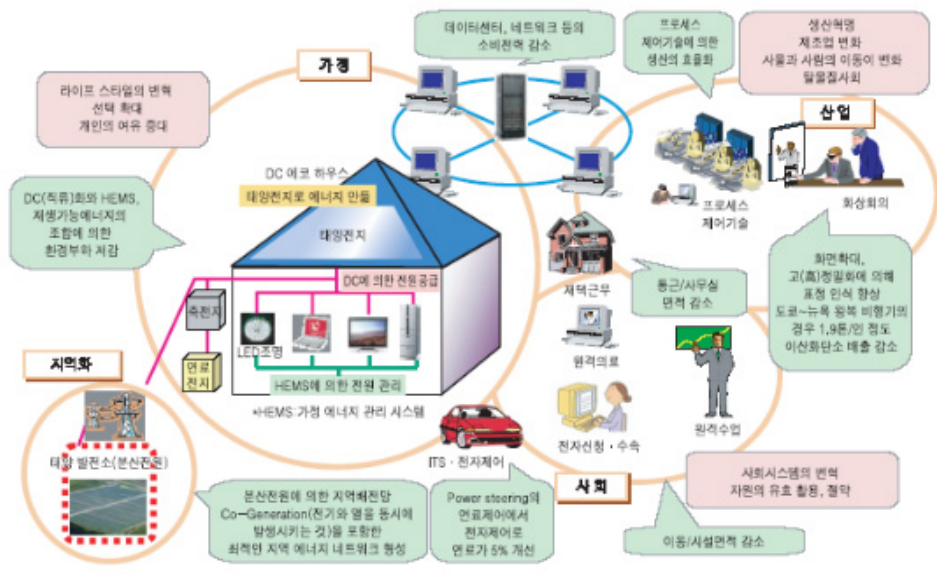 데이터센터, 네트워크 등의
소비전력 감소
프로세스
제어기술에 의한
생산의 효율화
생산혁명
제조업 변화
사물과 사람의 이동이 변화
탈물질사회
가정
산업
라이프 스타일의 변혁
선택 확대
개인의 여유 증대
DC(직류)화와 HEMS,
재생가능에너지의
조합에 의한
환경부하 저감
DC 에코 하우스
태양전지로 에너지 만듦
태양전지
DC에 의한 전원공급
축전지
연료
전지
LED조명
HEMS에 의한 전원 관리
*HEMS:가정 에너지 관리 시스템
프로세스
제어기술
화상회의
재택근무
통근/사무실
면적 감소
화면확대,
고(高)정밀화에 의해
표정 인식 향상
도쿄~뉴욕 왕복 비행기의
경우 1.9톤/인 정도
이산화탄소 배출 감소
원격의료
원격수업
전자신청·수속
ITS·전자제어
지역화
태양 발전소(분산전원)
분산전원에 의한 지역배전망
Co-Generation(전기와 열을 동시에
발생시키는 것)을 포함한
최적인 지역 에너지 네트워크 형성
Power steering의
연료제어에서
전자제어로
연료가 5% 개선
사회
사회시스템의 변혁
자원의 유효 활용, 절약
이동/시설면적 감소